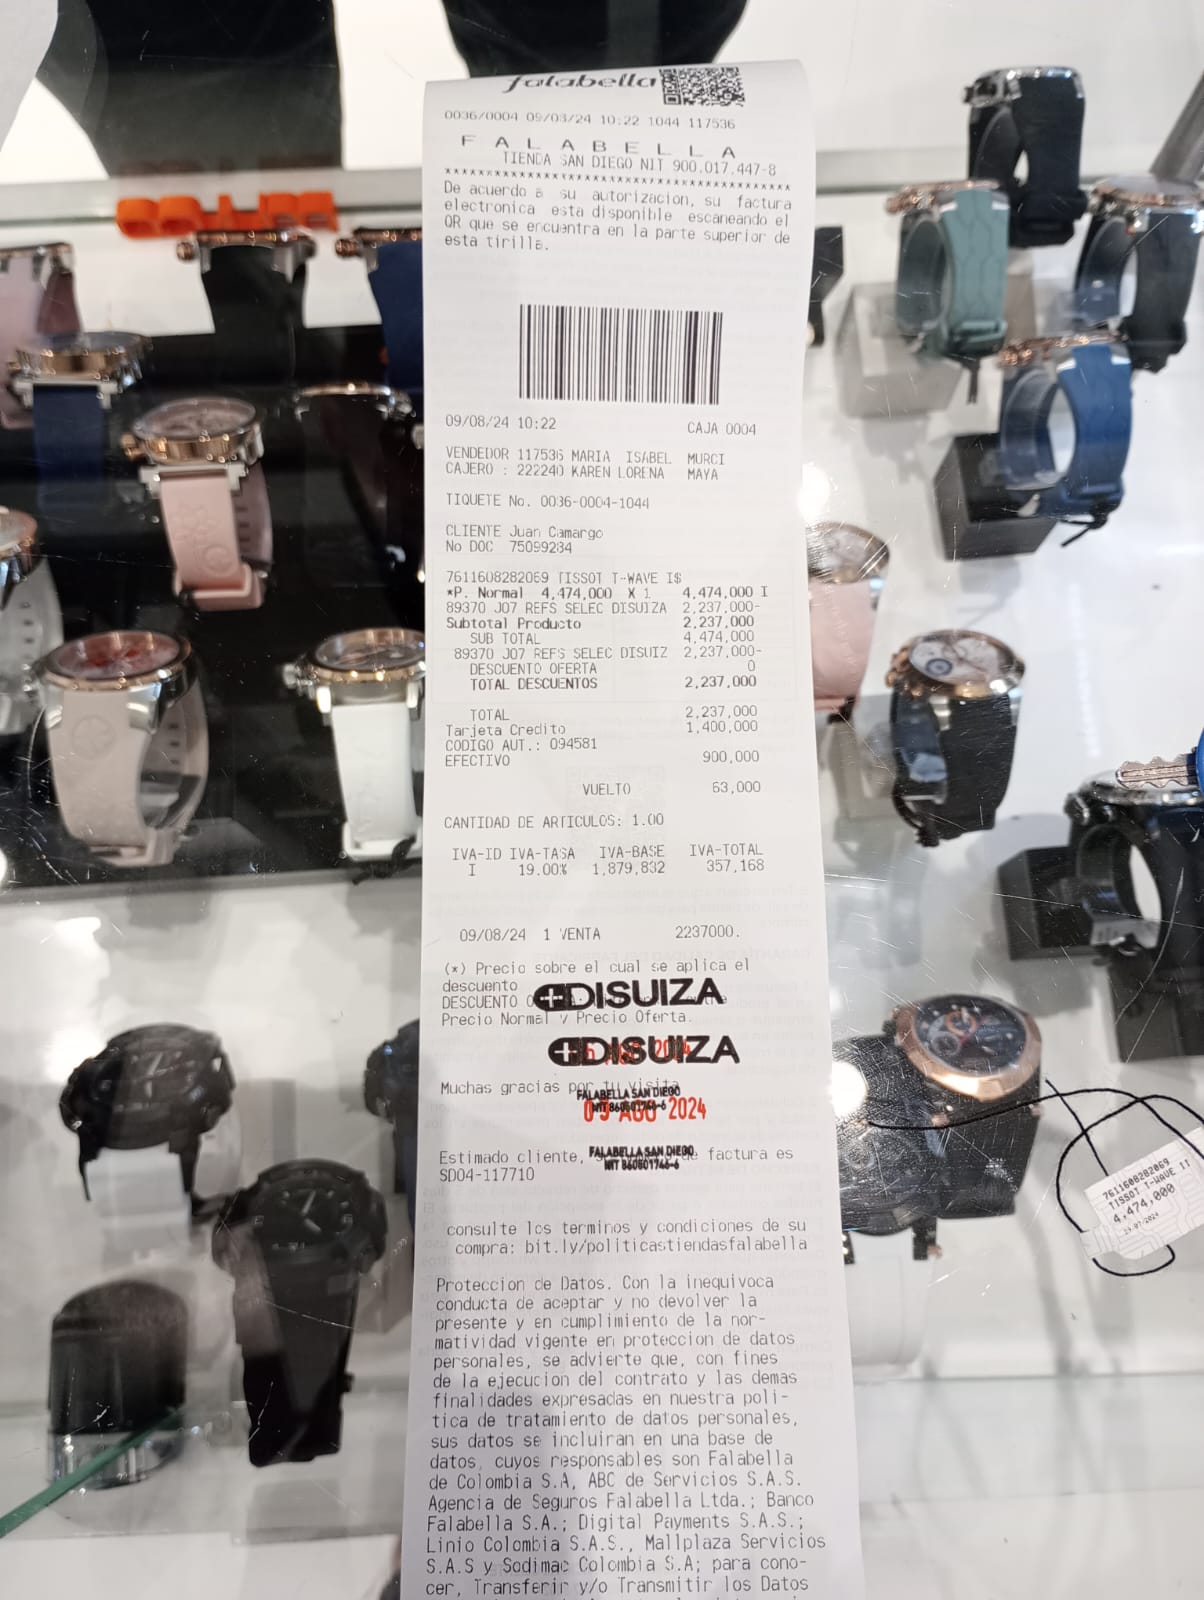 falabella
0036/0004 09/08/24 10:22 1044 117536
F A L A B E L L A
TIENDA SAN DIEGO NIT 900.017.447-8
De acuerdo a su autorizacion, su factura
electronica esta disponible escaneando el
QR que se encuentra en la parte superior de
esta tirilla.
09/08/24 10:22 CAJA 0004
VENDEDOR 117536 MARIA ISABEL MURCI
CAJERO : 222240 KAREN LORENA MAYA
TIQUETE No. 0036-0004-1044
CLIENTE Juan Camargo
No DOC 75099234
7611608282069 TISSOT T-WAVE I$
*P. Normal 4,474,000 X 1 4,474,000 I
89370 J07 REFS SELEC DISUIZA 2,237,000-
Subtotal Producto 2,237,000
SUB TOTAL 4,474,000
89370 J07 REFS SELEC DISUIZ 2,237,000-
DESCUENTO OFERTA 0
TOTAL DESCUENTOS 2,237,000
TOTAL 2,237,000
Tarjeta Credito 1,400,000
CODIGO AUT.: 094581
EFECTIVO 900,000
VUELTO 63,000
CANTIDAD DE ARTICULOS: 1.00
IVA-ID IVA-TASA IVA-BASE IVA-TOTAL
I 19.00% 1,879,832 357,168
09/08/24 1 VENTA 2237000.
(*) Precio sobre el cual se aplica el
descuento
DISUIZA
DESCUENTO
Precio Normal y Precio Oferta.
DISUIZA
Muchas gracias por tu visita
FALABELLA SAN DIEGO
NIT 860501746-6
09 AGO 2024
Estimado cliente, de factura es
FALABELLA SAN DIEGO
NIT 860501746-6
SD04-117710
consulte los terminos y condiciones de su
compra: bit.ly/politicastiendasfalabella
Proteccion de Datos. Con la inequivoca
conducta de aceptar y no devolver la
presente y en cumplimiento de la nor-
matividad vigente en proteccion de datos
personales, se advierte que, con fines
de la ejecucion del contrato y las demas
finalidades expresadas en nuestra poli-
tica de tratamiento de datos personales,
sus datos se incluiran en una base de
datos, cuyos responsables son Falabella
de Colombia S.A, ABC de Servicios S.A.S.
Agencia de Seguros Falabella Ltda.; Banco
Falabella S.A.; Digital Payments S.A.S.;
Linio Colombia S.A.S., Mallplaza Servicios
S.A.S y Sodimac Colombia S.A; para cono-
cer, Transferir y/o Transmitir los Datos
7611608282069
TISSOT T-WAVE II
4,474,000